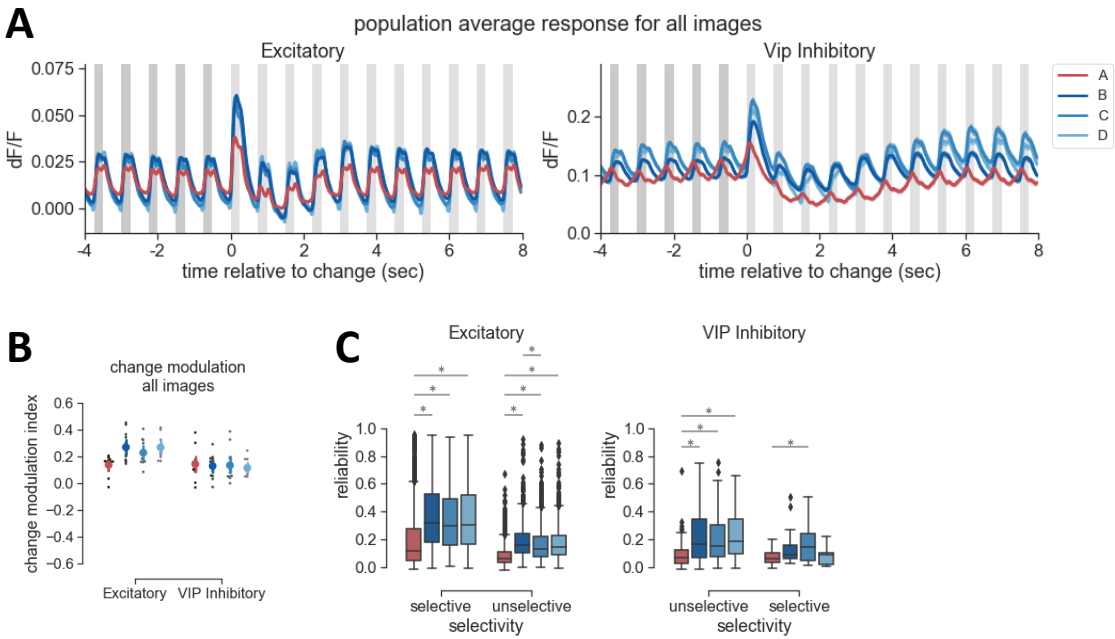 A
population average response for all images
Excitatory
Vip Inhibitory
0.075
0.050
0.025
0.000
dF/F
-4 -2 0 2 4 6 8
time relative to change (sec)
0.2
0.1
0.0
dF/F
-4 -2 0 2 4 6 8
time relative to change (sec)
A
B
C
D
B
change modulation
all images
0.6
0.4
0.2
0.0
−0.2
−0.4
−0.6
change modulation index
Excitatory VIP Inhibitory
C
Excitatory
* 
* *
* *
* *
1.0
0.8
0.6
0.4
0.2
0.0
reliability
selective unselective
selectivity
VIP Inhibitory
*
*
* *
1.0
0.8
0.6
0.4
0.2
0.0
reliability
unselective selective
selectivity